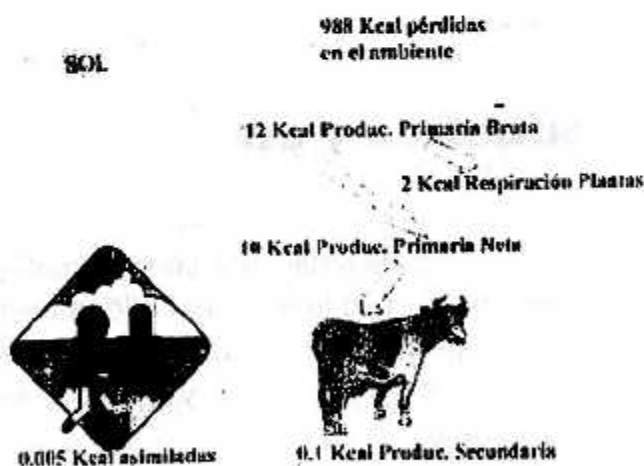 988 Kcal pérdidas
en el ambiente
SOL
12 Kcal Produc. Primaria Bruta
2 Kcal Respiración Plantas
10 Kcal Produc. Primaria Neta
0.005 Kcal asimiladas
0.1 Kcal Produc. Secundaria